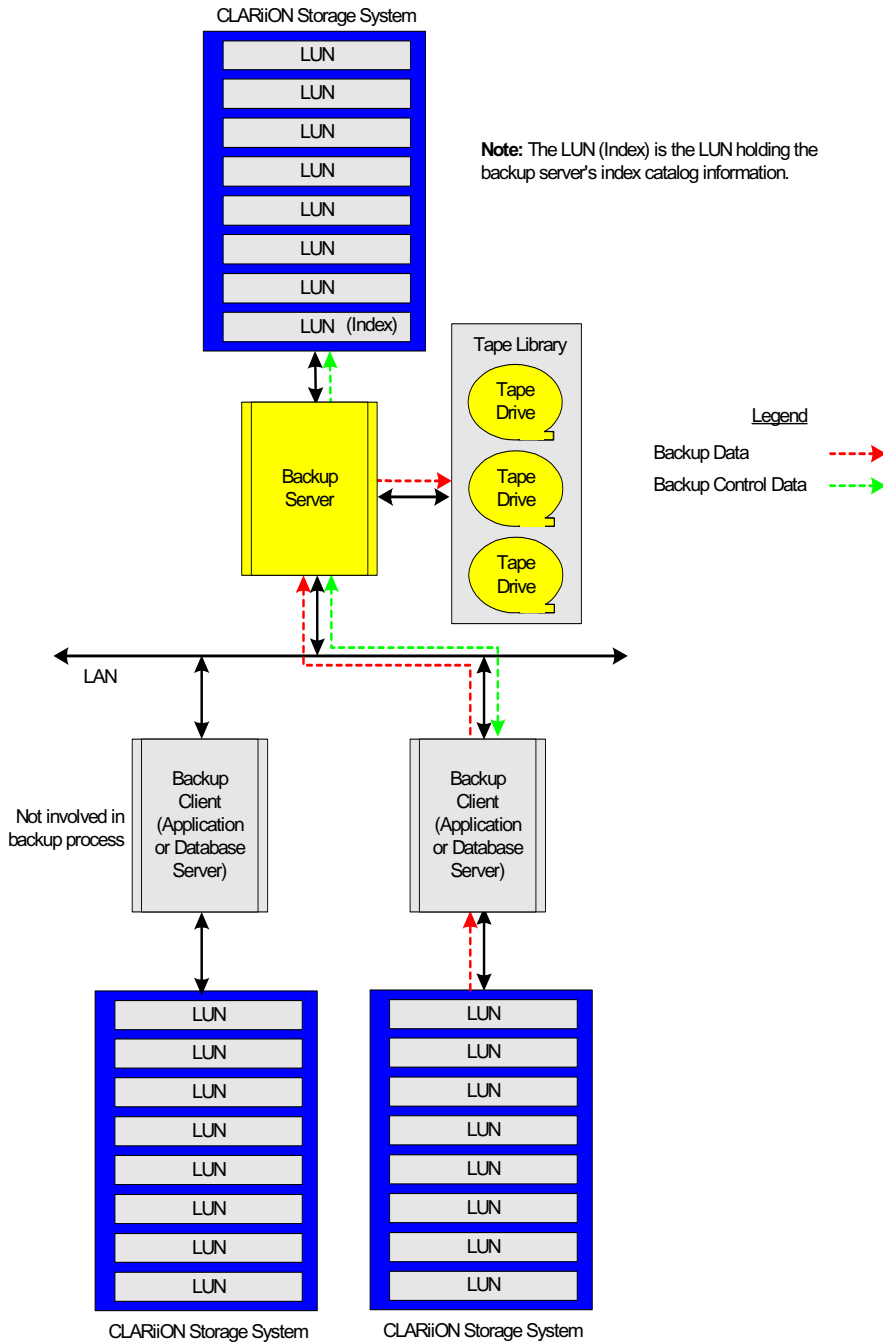 CLARiiON Storage System
LUN
LUN
LUN
LUN
LUN
LUN
LUN
LUN (Index)
Note: The LUN (Index) is the LUN holding the
backup server's index catalog information.
Tape Library
Tape
Drive
Tape
Drive
Tape
Drive
Backup
Server
Legend
Backup Data
Backup Control Data
LAN
Not involved in
backup process
Backup
Client
(Application
or Database
Server)
Backup
Client
(Application
or Database
Server)
LUN
LUN
LUN
LUN
LUN
LUN
LUN
LUN
CLARiiON Storage System
LUN
LUN
LUN
LUN
LUN
LUN
LUN
LUN
CLARiiON Storage System